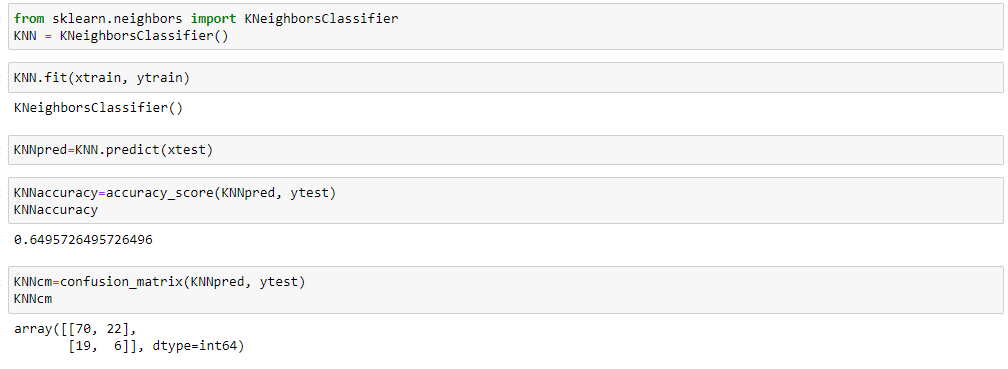 from sklearn.neighbors import KNeighborsClassifier
KNN = KNeighborsClassifier()
KNN.fit(xtrain, ytrain)
KNeighborsClassifier()
KNNpred=KNN.predict(xtest)
KNNaccuracy=accuracy_score(KNNpred, ytest)
KNNaccuracy
0.6495726495726496
KNNcm=confusion_matrix(KNNpred, ytest)
KNNcm
array([[70, 22],
       [19,  6]], dtype=int64)